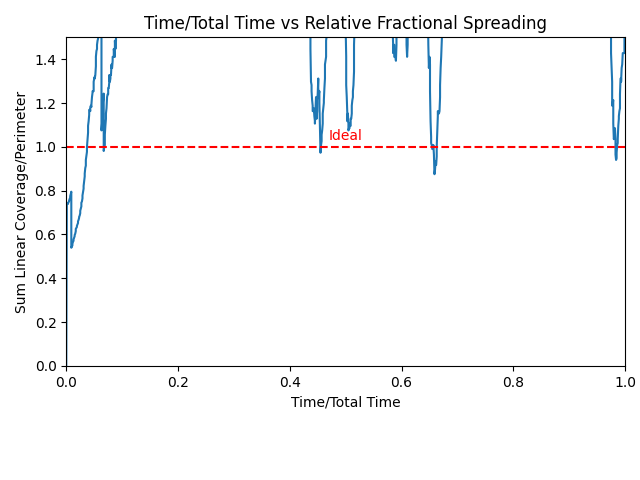 Time/Total Time vs Relative Fractional Spreading
Sum Linear Coverage/Perimeter
1.4
1.2
1.0
0.8
0.6
0.4
0.2
0.0
Ideal
0.0 0.2 0.4 0.6 0.8 1.0
Time/Total Time